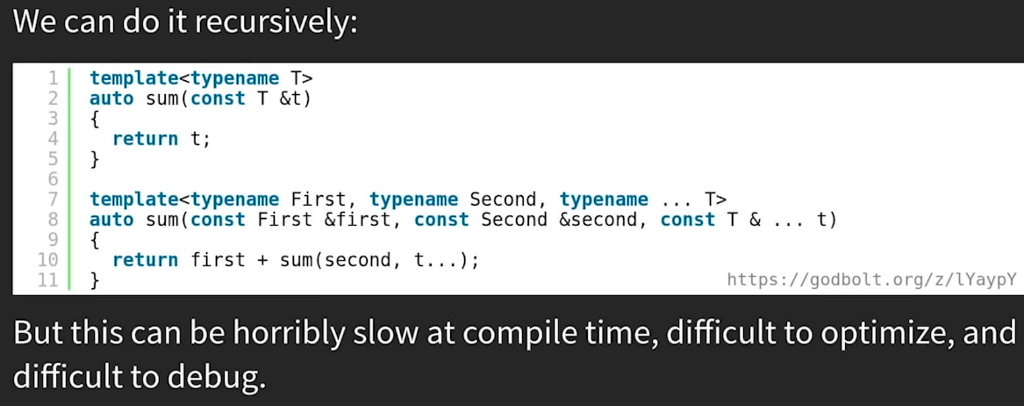 We can do it recursively:
1 template<typename T>
2 auto sum(const T &t)
3 {
4   return t;
5 }
6
7 template<typename First, typename Second, typename ... T>
8 auto sum(const First &first, const Second &second, const T & ... t)
9 {
10   return first + sum(second, t...);
11 }
https://godbolt.org/z/lYaypY
But this can be horribly slow at compile time, difficult to optimize, and
difficult to debug.